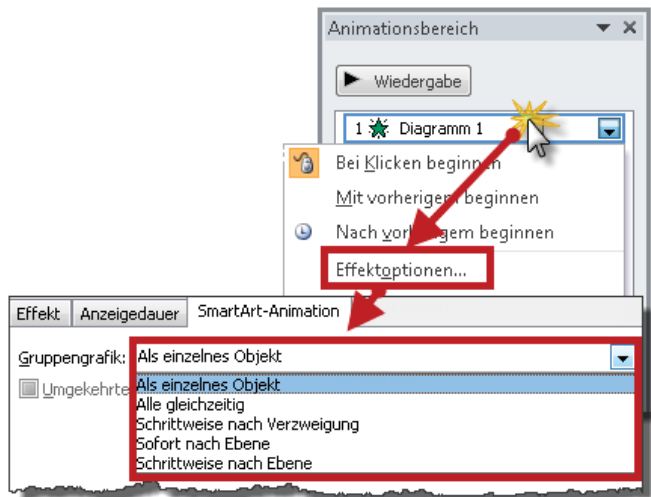 Animationsbereich
Wiedergabe
1 Diagramm 1
Bei Klicken beginnen
Mit vorherigem beginnen
Nach vorherigem beginnen
Effektoptionen...
Effekt Anzeigedauer SmartArt-Animation
Gruppengrafik: Als einzelnes Objekt
Umgekehrte
Als einzelnes Objekt
Alle gleichzeitig
Schrittweise nach Verzweigung
Sofort nach Ebene
Schrittweise nach Ebene